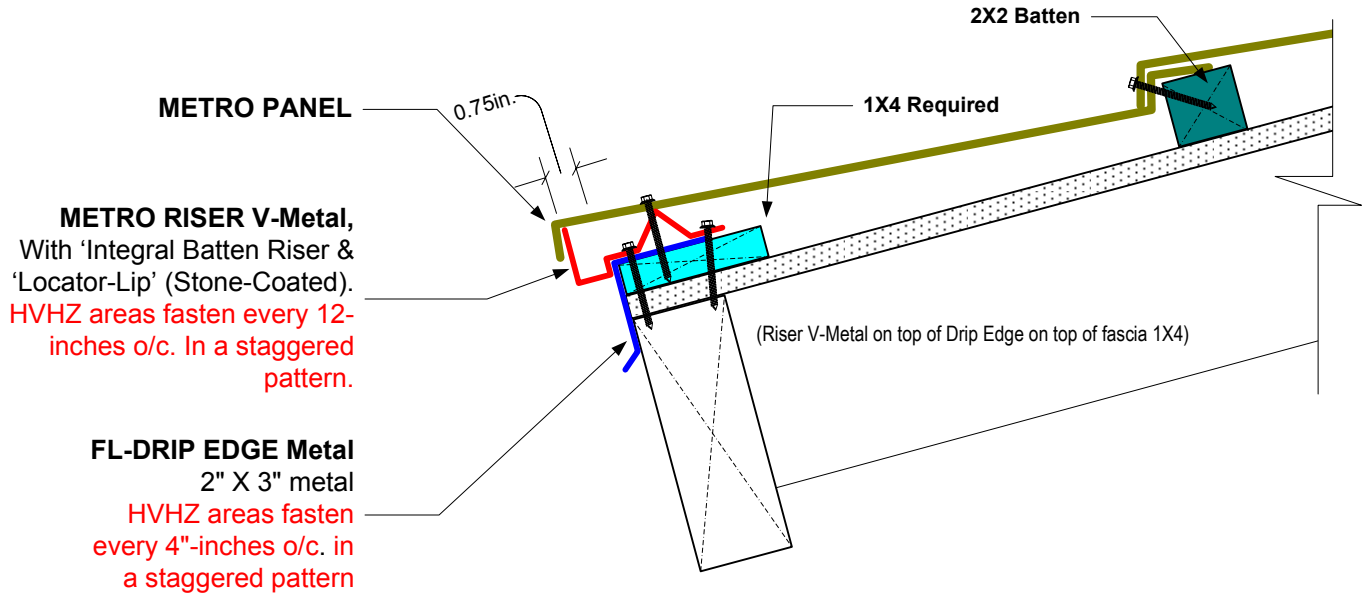 2X2 Batten
METRO PANEL
0.75in.
1X4 Required
METRO RISER V-Metal,
With ‘Integral Batten Riser &
‘Locator-Lip’ (Stone-Coated).
HVHZ areas fasten every 12-
inches o/c. In a staggered
pattern.
(Riser V-Metal on top of Drip Edge on top of fascia 1X4)
FL-DRIP EDGE Metal
2" X 3" metal
HVHZ areas fasten
every 4"-inches o/c. in
a staggered pattern